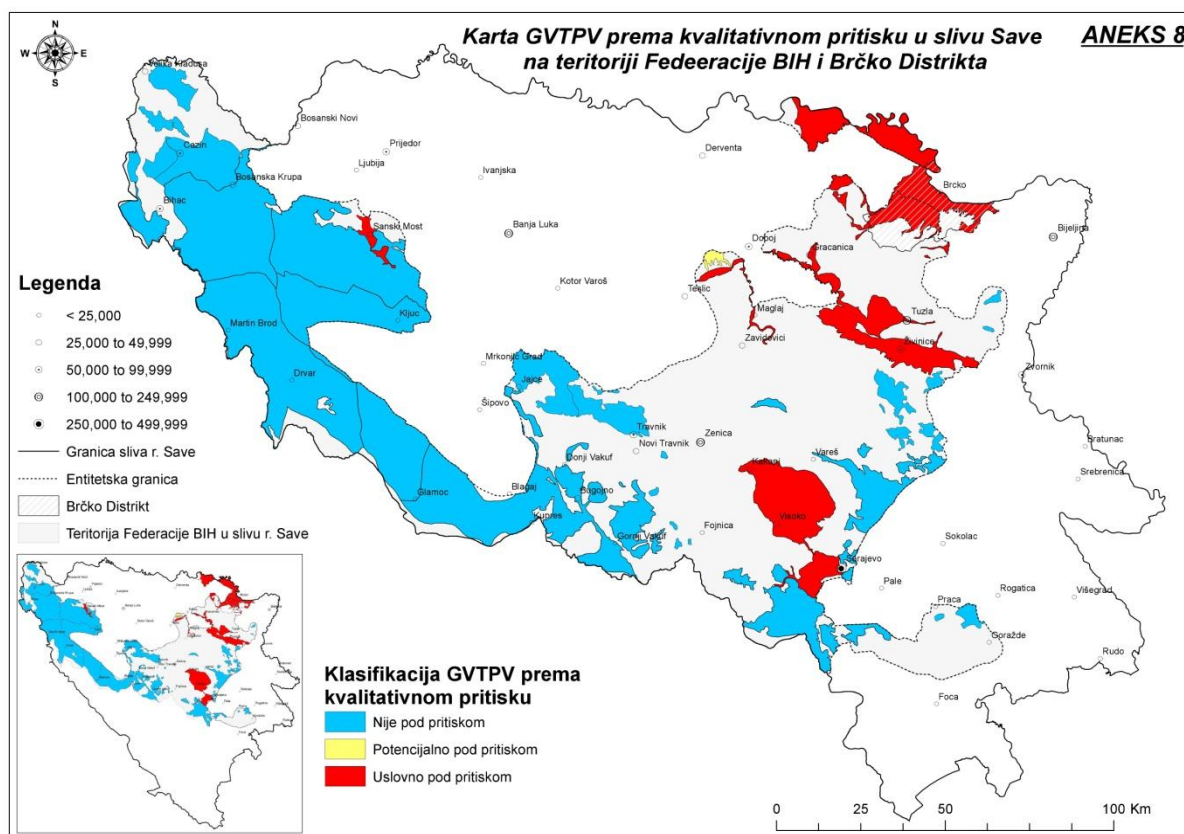 Karta GVTPV prema kvalitativnom pritisku u slivu Save
na teritoriji Fedeeracije BIH i Brčko Distrikta
ANEKS 8
N
W
E
S
Velika Kladusa
Bosanski Novi
Cazin
Prijedor
Ljubija
Ivanjska
Derventa
Bosanska Krupa
Brcko
Bihac
Sanski Most
Banja Luka
Doboj
Bijeljina
Gracanica
Kotor Varoš
Teslic
Maglaj
Tuzla
Kljuc
Martin Brod
Zavidovici
Živinice
Mrkonjic Grad
Drvar
Jajce
Zvornik
Šipovo
Travnik
Novi Travnik
Zenica
Bratunac
Donji Vakuf
Kakanj
Vareš
Srebrenica
Glamoc
Blagaj
Bugojno
Kupres
Visoko
Gornji Vakuf
Fojnica
Sokolac
Sarajevo
Pale
Rogatica
Višegrad
Praca
Goražde
Rudo
Foca
Legenda
< 25,000
25,000 to 49,999
50,000 to 99,999
100,000 to 249,999
250,000 to 499,999
Granica sliva r. Save
Entitetska granica
Brčko Distrikt
Teritorija Federacije BIH u slivu r. Save
Klasifikacija GVTPV prema
kvalitativnom pritisku
Nije pod pritiskom
Potencijalno pod pritiskom
Uslovno pod pritiskom
0 25 50 100 Km